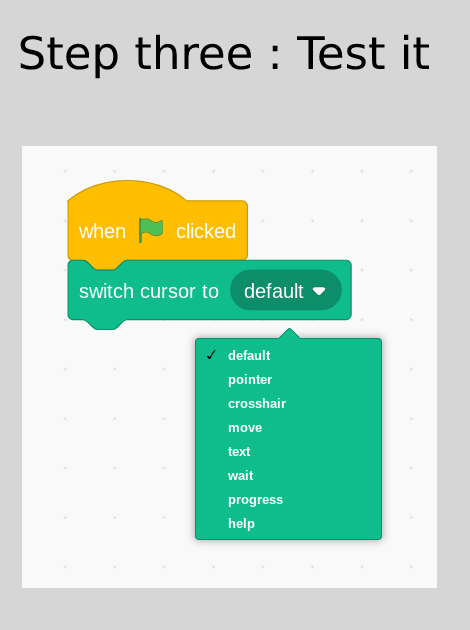 Step three : Test it
when clicked
switch cursor to default
✓ default
pointer
crosshair
move
text
wait
progress
help